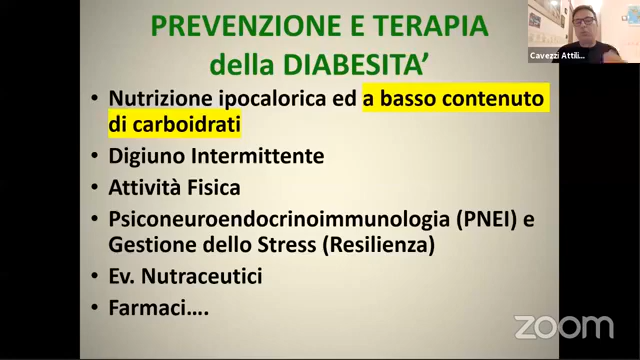 PREVENZIONE E TERAPIA
della DIABESITA’
Cavezzi Attili...
• Nutrizione ipocalorica ed a basso contenuto
di carboidrati
• Digiuno Intermittente
• Attività Fisica
• Psiconeuroendocrinoimmunologia (PNEI) e
Gestione dello Stress (Resilienza)
• Ev. Nutraceutici
• Farmaci....
zoom